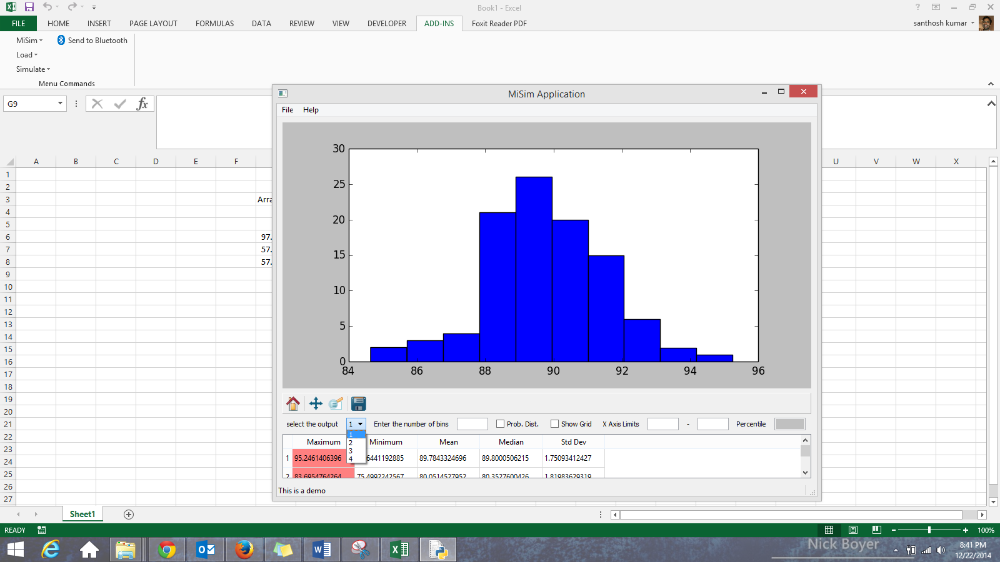 Book1 - Excel
?
FILE HOME INSERT PAGE LAYOUT FORMULAS DATA REVIEW VIEW DEVELOPER ADD-INS Foxit Reader PDF santhosh kumar
MiSim Send to Bluetooth
Load
Simulate
Menu Commands
G9 fx
MiSim Application
File Help
A B C D E F U V W X
1
2
3 Arra
4
5
6 97.
7 57.
8 57.
9
10
11
12
13
14
15
16
17
18
19
20
21
22
23
24
25
26
27
30
25
20
15
10
5
0
84 86 88 90 92 94 96
select the output 1 Enter the number of bins Prob. Dist. Show Grid X Axis Limits - Percentile
1
2
3
4
Maximum Minimum Mean Median Std Dev
1 95.2461406396 6441192885 89.7843324696 89.8000506215 1.75093412427
2 83.6954764264 75.4992242567 80.0514527952 80.3527600426 1.81983629319
This is a demo
Sheet1
READY 100%
Nick Boyer
8:41 PM
12/22/2014